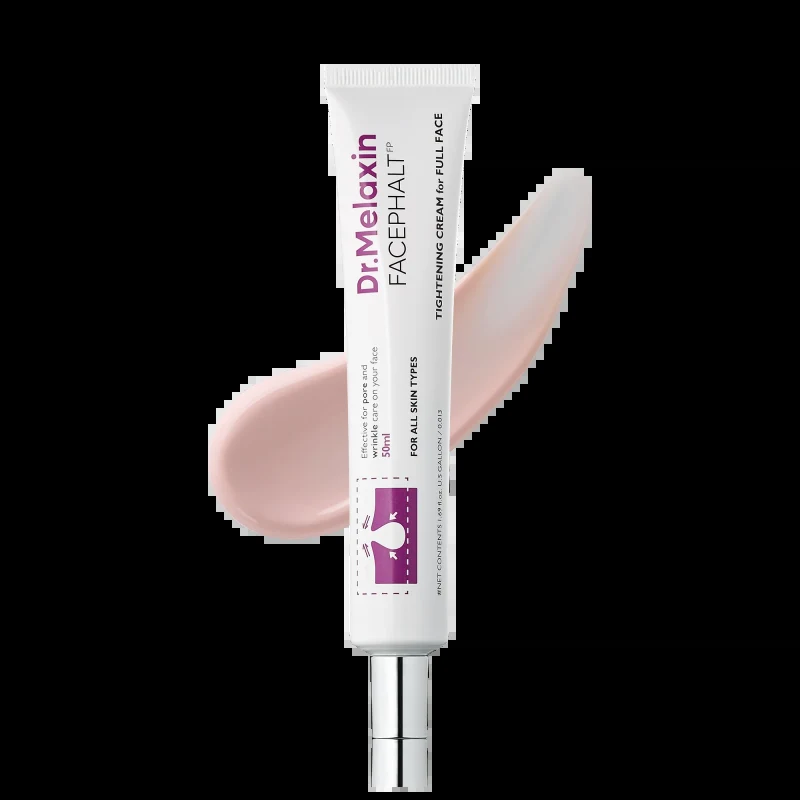 Dr.Melaxin
FACEPHALT FP
TIGHTENING CREAM for FULL FACE
Effective for pore and
wrinkle care on your face
50ml
FOR ALL SKIN TYPES
#NET CONTENTS 1.69 fl.oz. U.S GALLON / 0.013